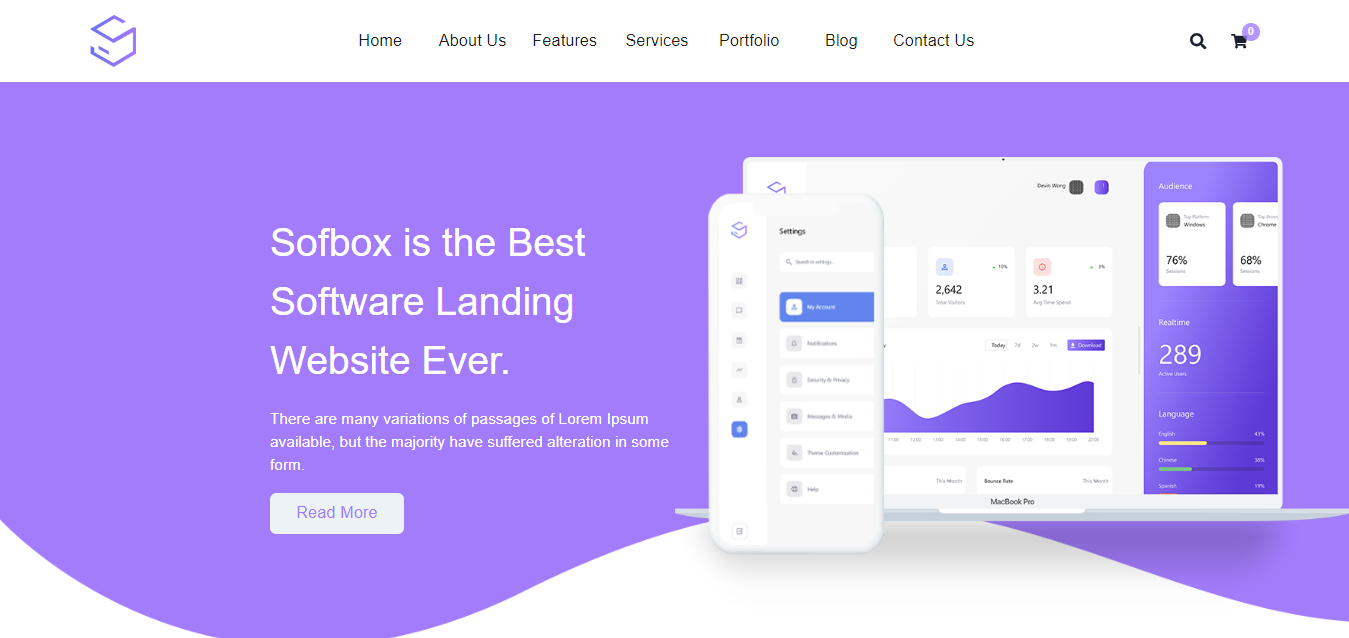 Home About Us Features Services Portfolio Blog Contact Us 0
Sofbox is the Best
Software Landing
Website Ever.
There are many variations of passages of Lorem Ipsum
available, but the majority have suffered alteration in some
form.
Read More
Settings
Search in settings...
My Account
Notifications
Security & Privacy
Messages & Media
Theme Customization
Help
Devin Wong
10%
2,642
Total Visitors
3%
3.21
Avg Time Spend
Today 7d 2w 1m Download
11:00 12:00 13:00 14:00 15:00 16:00 17:00 18:00 19:00 20:00
This Month
Bounce Rate This Month
MacBook Pro
Audience
Top Platform
Windows
76%
Sessions
Top Brows
Chrome
68%
Sessions
Realtime
289
Active Users
Language
English 43%
Chinese 38%
Spanish 19%